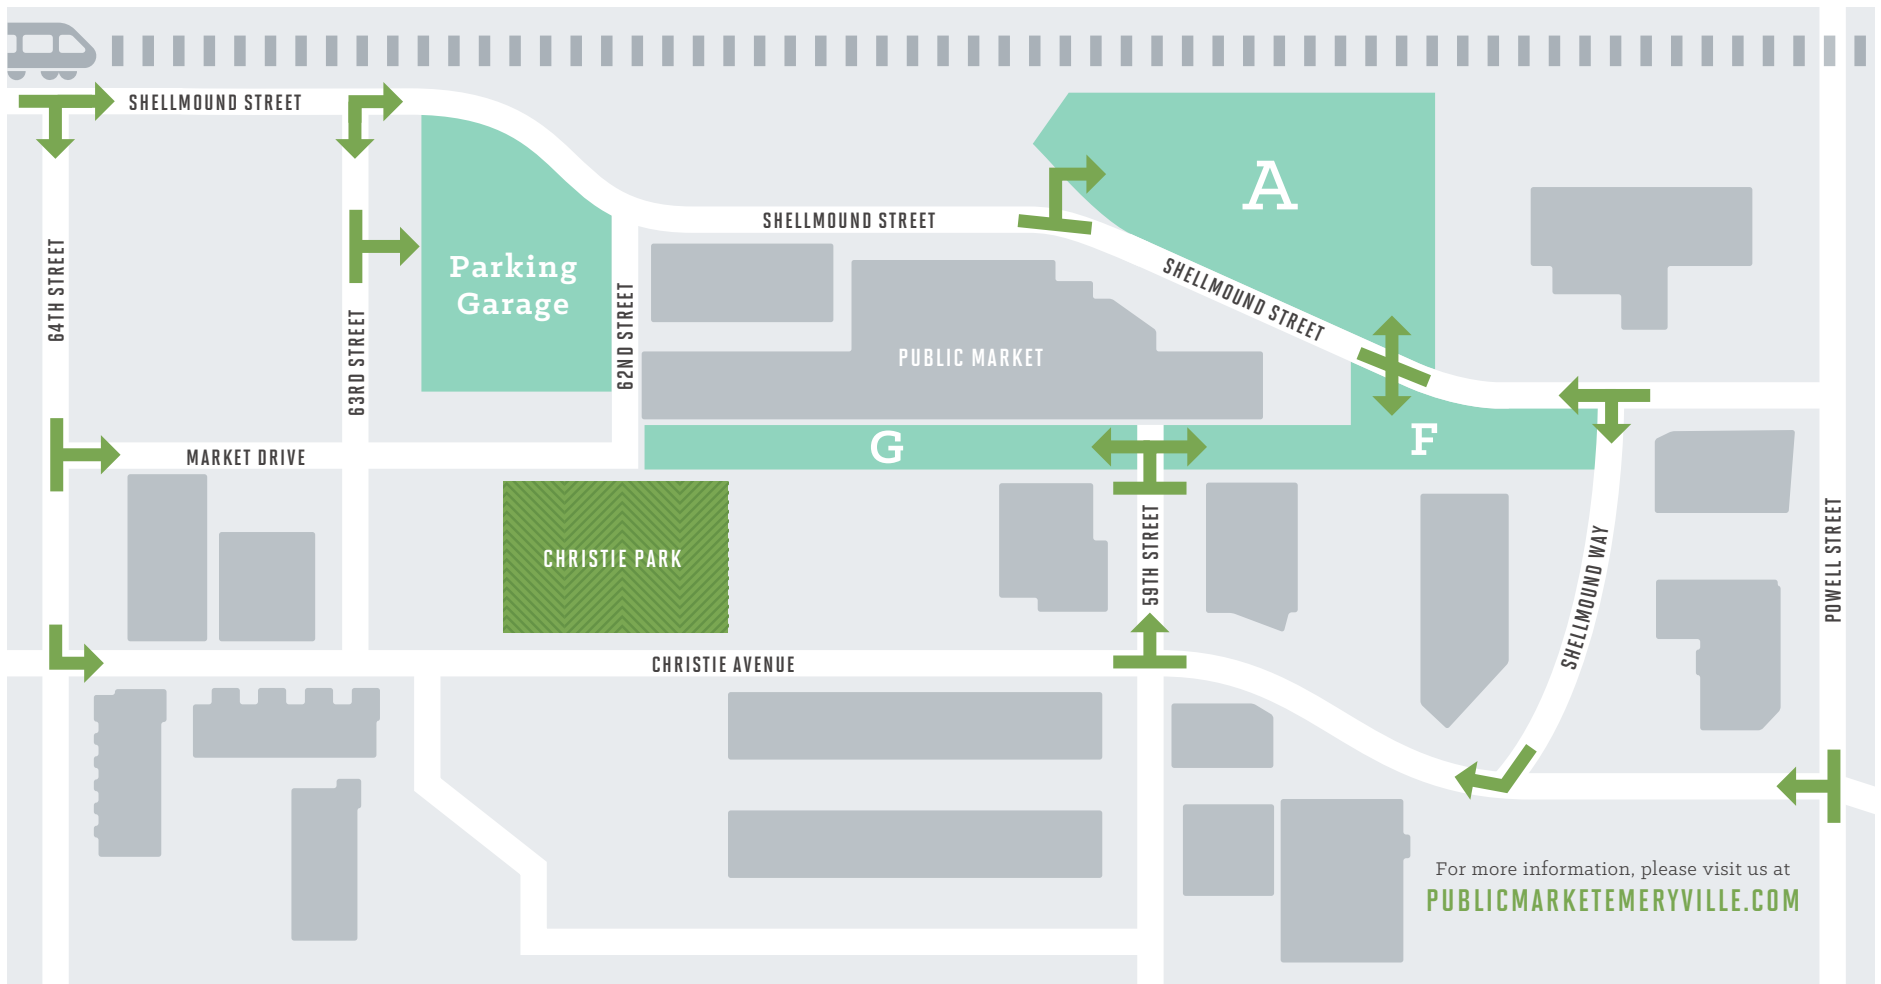 SHELLMOUND STREET
A
SHELLMOUND STREET
64TH STREET
Parking
Garage
63RD STREET
62ND STREET
SHELLMOUND STREET
PUBLIC MARKET
MARKET DRIVE
G
F
CHRISTIE PARK
59TH STREET
SHELLMOUND WAY
POWELL STREET
CHRISTIE AVENUE
For more information, please visit us at
PUBLICMARKETEMERYVILLE.COM